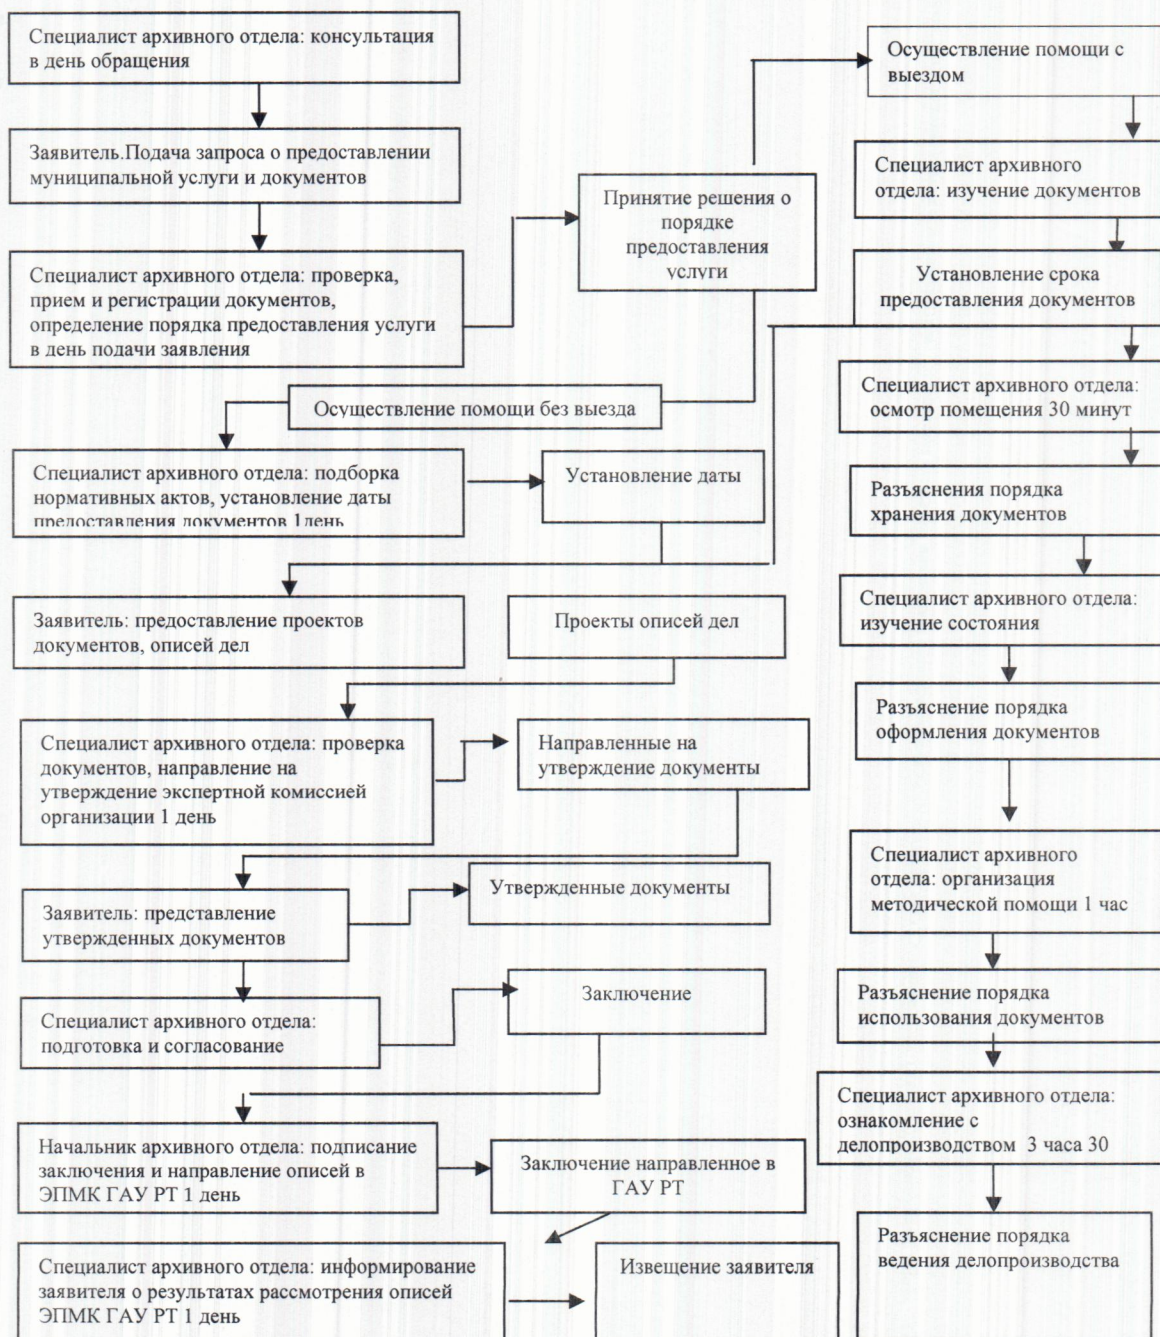 Специалист архивного отдела: консультация
в день обращения
Заявитель.Подача запроса о предоставлении
муниципальной услуги и документов
Специалист архивного отдела: проверка,
прием и регистрации документов,
определение порядка предоставления услуги
в день подачи заявления
Принятие решения о
порядке
предоставления
услуги
Осуществление помощи без выезда
Специалист архивного отдела: подборка
нормативных актов, установление даты
предоставления документов 1день
Установление даты
Заявитель: предоставление проектов
документов, описей дел
Проекты описей дел
Специалист архивного отдела: проверка
документов, направление на
утверждение экспертной комиссией
организации 1 день
Направленные на
утверждение документы
Заявитель: представление
утвержденных документов
Утвержденные документы
Специалист архивного отдела:
подготовка и согласование
Заключение
Начальник архивного отдела: подписание
заключения и направление описей в
ЭПМК ГАУ РТ 1 день
Заключение направленное в
ГАУ РТ
Специалист архивного отдела: информирование
заявителя о результатах рассмотрения описей
ЭПМК ГАУ РТ 1 день
Извещение заявителя
Осуществление помощи с
выездом
Специалист архивного
отдела: изучение документов
Установление срока
предоставления документов
Специалист архивного отдела:
осмотр помещения 30 минут
Разъяснения порядка
хранения документов
Специалист архивного отдела:
изучение состояния
Разъяснение порядка
оформления документов
Специалист архивного
отдела: организация
методической помощи 1 час
Разъяснение порядка
использования документов
Специалист архивного отдела:
ознакомление с
делопроизводством 3 часа 30
Разъяснение порядка
ведения делопроизводства